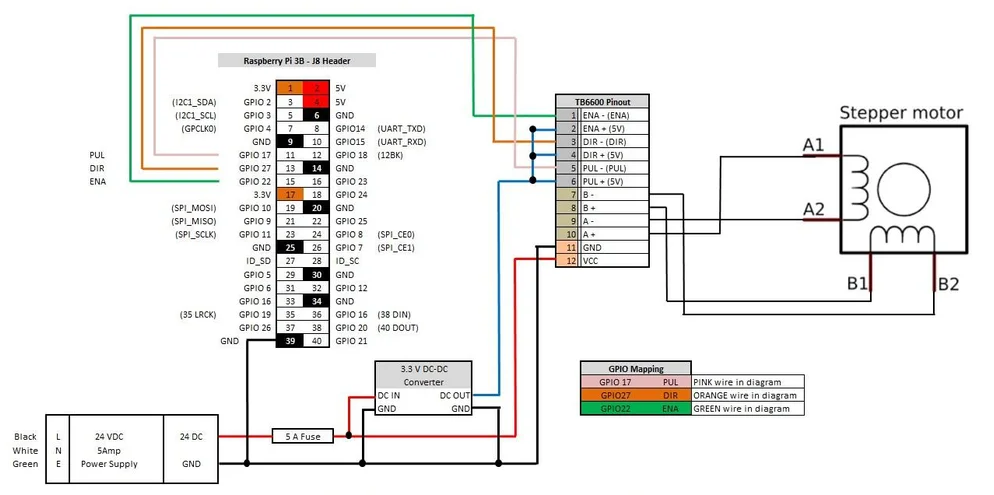 Raspberry Pi 3B - J8 Header
3.3V 1 2 5V
(I2C1_SDA) GPIO 2 3 4 5V
(I2C1_SCL) GPIO 3 5 6 GND
(GPCLK0) GPIO 4 7 8 GPIO14 (UART_TXD)
GND 9 10 GPIO15 (UART_RXD)
PUL GPIO 17 11 12 GPIO 18 (12BK)
DIR GPIO 27 13 14 GND
ENA GPIO 22 15 16 GPIO 23
3.3V 17 18 GPIO 24
(SPI_MOSI) GPIO 10 19 20 GND
(SPI_MISO) GPIO 9 21 22 GPIO 25
(SPI_SCLK) GPIO 11 23 24 GPIO 8 (SPI_CE0)
GND 25 26 GPIO 7 (SPI_CE1)
ID_SD 27 28 ID_SC
GPIO 5 29 30 GND
GPIO 6 31 32 GPIO 12
GPIO 16 33 34 GND
(35 LRCK) GPIO 19 35 36 GPIO 16 (38 DIN)
GPIO 26 37 38 GPIO 20 (40 DOUT)
GND 39 40 GPIO 21
TB6600 Pinout
1 ENA - (ENA)
2 ENA + (5V)
3 DIR - (DIR)
4 DIR + (5V)
5 PUL - (PUL)
6 PUL + (5V)
7 B -
8 B +
9 A -
10 A +
11 GND
12 VCC
Stepper motor
A1
A2
B1 B2
3.3 V DC-DC
Converter
DC IN DC OUT
GND GND
GPIO Mapping
GPIO 17 PUL PINK wire in diagram
GPIO27 DIR ORANGE wire in diagram
GPIO22 ENA GREEN wire in diagram
Black L 24 VDC 24 DC
White N 5Amp
Green E Power Supply GND
5 A Fuse